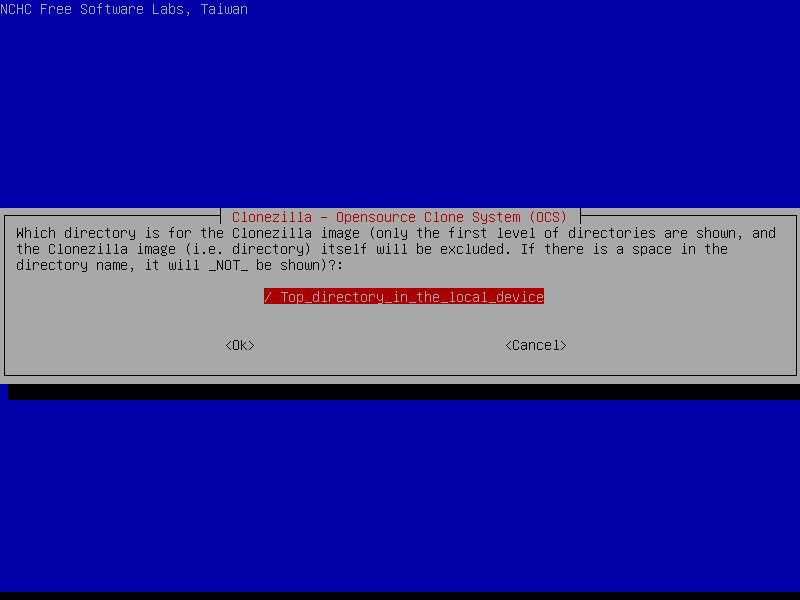 NCHC Free Software Labs, Taiwan
Clonezilla - Opensource Clone System (OCS)
Which directory is for the Clonezilla image (only the first level of directories are shown, and
the Clonezilla image (i.e. directory) itself will be excluded. If there is a space in the
directory name, it will _NOT_ be shown)?:
/ Top_directory_in_the_local_device
<Ok> <Cancel>